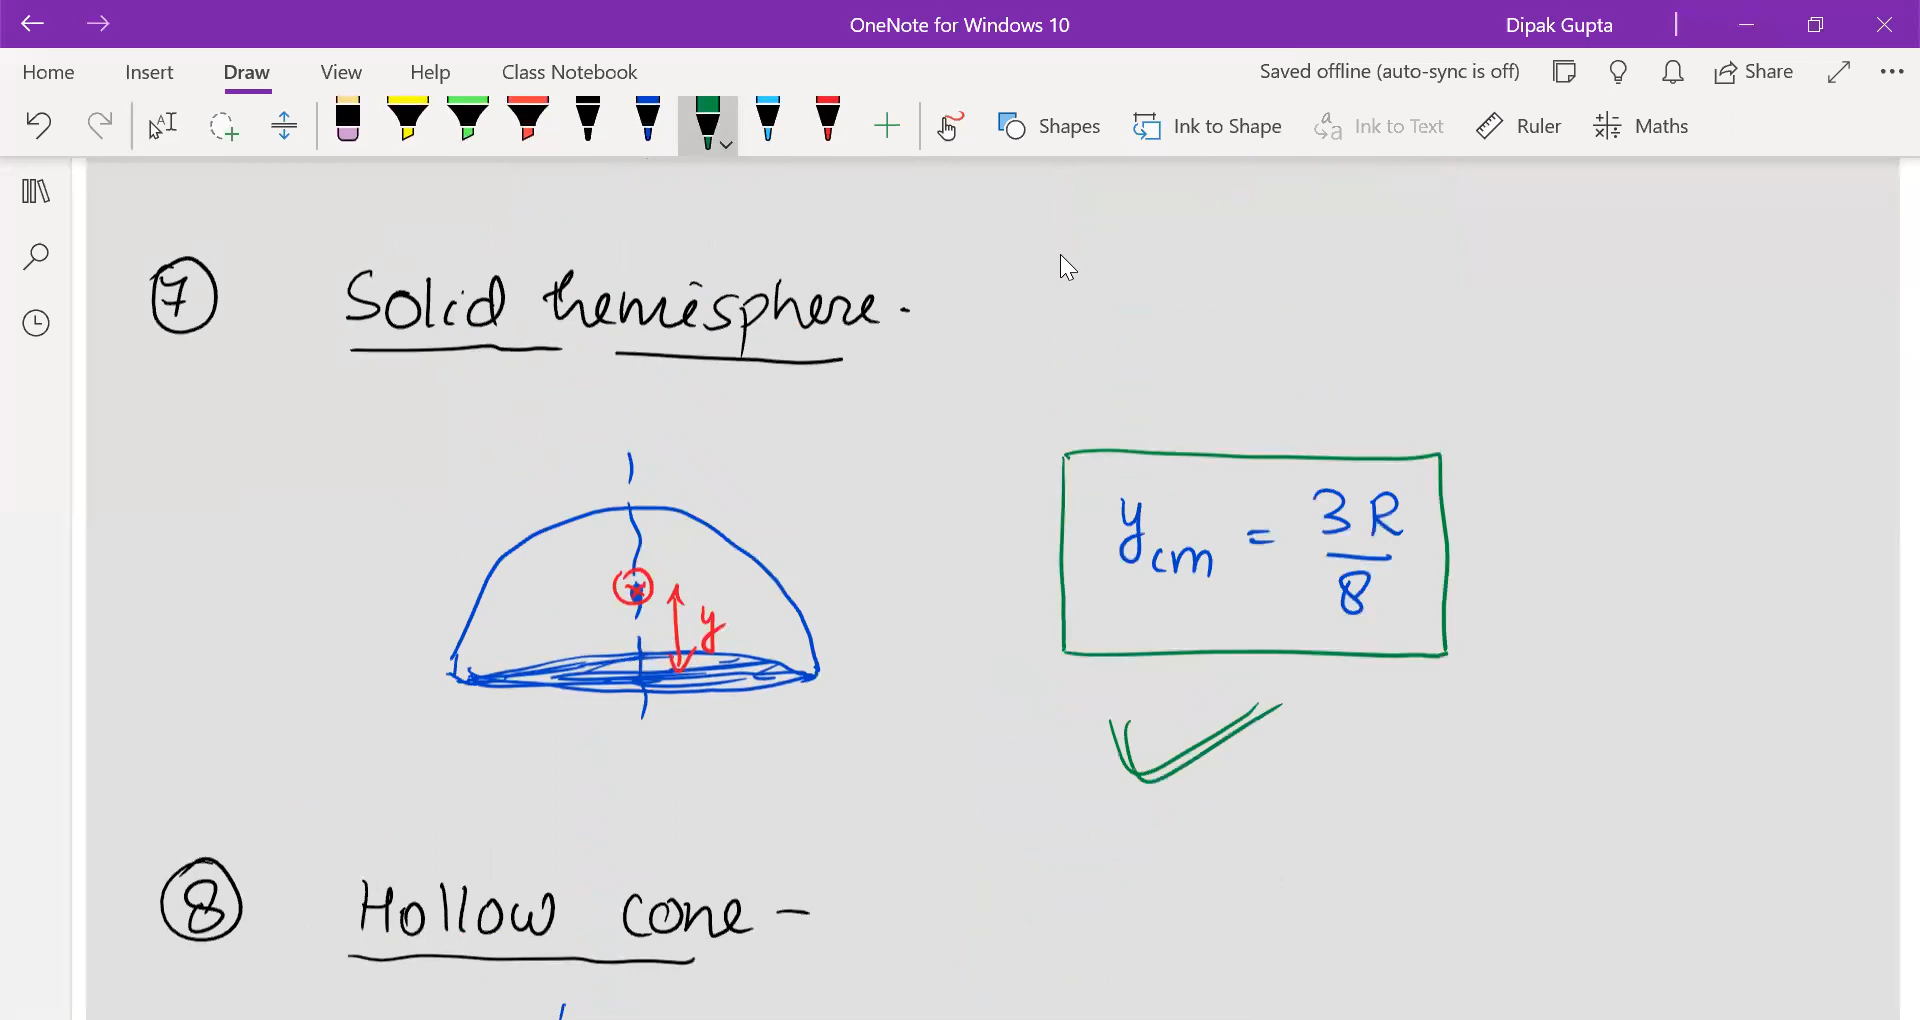 OneNote for Windows 10
Dipak Gupta
Home Insert Draw View Help Class Notebook
Saved offline (auto-sync is off)
Share
Shapes
Ink to Shape
Ink to Text
Ruler
Maths
7 Solid hemisphere.
y
y cm = 3R/8
8 Hollow cone -